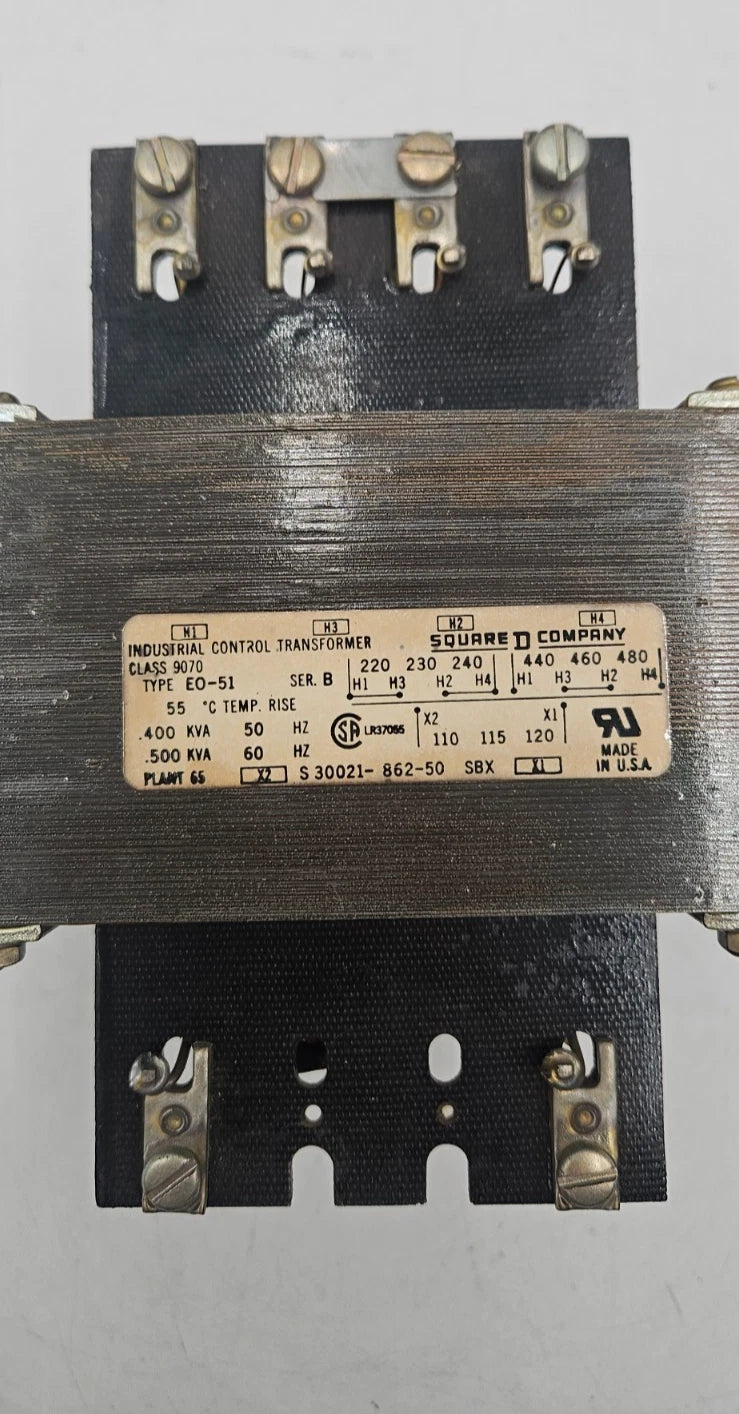 H1 H3 H2 H4
INDUSTRIAL CONTROL TRANSFORMER SQUARE D COMPANY
CLASS 9070 220 230 240 440 460 480
TYPE EO-51 SER. B H1 H3 H2 H4 H1 H3 H2 H4
55 °C TEMP. RISE
.400 KVA 50 HZ SA LR37055 X2 X1
.500 KVA 60 HZ 110 115 120 MADE
PLANT 65 X2 S 30021-862-50 SBX X1 IN U.S.A.